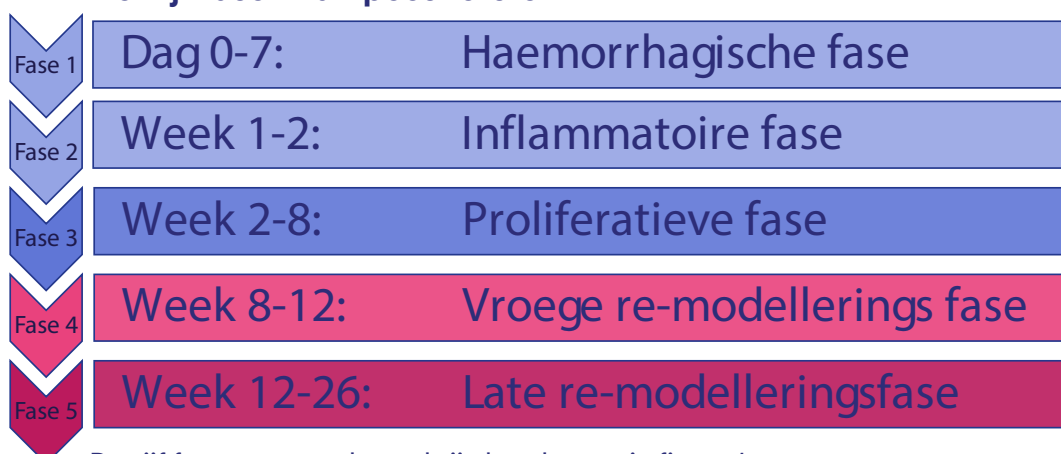 Fase 1
Dag 0-7: Haemorrhagische fase
Fase 2
Week 1-2: Inflammatoire fase
Fase 3
Week 2-8: Proliferatieve fase
Fase 4
Week 8-12: Vroege re-modellerings fase
Fase 5
Week 12-26: Late re-modelleringsfase